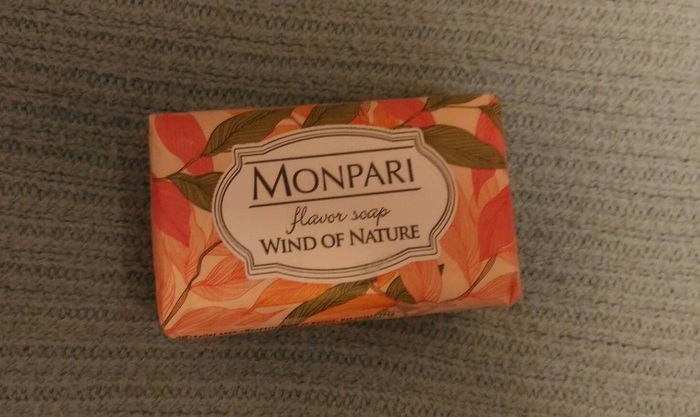 MONPARI
flavor soap
WIND OF NATURE